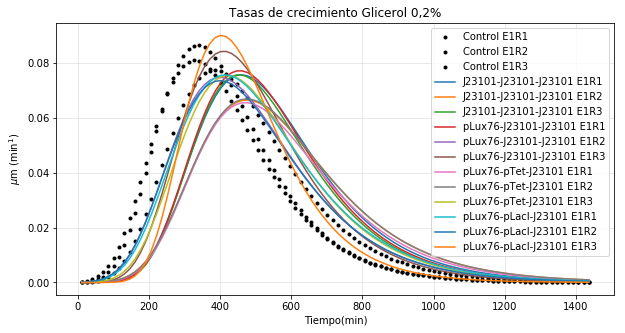 Tasas de crecimiento Glicerol 0,2%
μm (min¹)
0.08
0.06
0.04
0.02
0.00
0
200
400
600
800
1000
1200
1400
Tiempo(min)
Control E1R1
Control E1R2
Control E1R3
J23101-J23101-J23101 E1R1
J23101-J23101-J23101 E1R2
J23101-J23101-J23101 E1R3
pLux76-J23101-J23101 E1R1
pLux76-J23101-J23101 E1R2
pLux76-J23101-J23101 E1R3
pLux76-pTet-J23101 E1R1
pLux76-pTet-J23101 E1R2
pLux76-pTet-J23101 E1R3
pLux76-pLacI-J23101 E1R1
pLux76-pLacI-J23101 E1R2
pLux76-pLacI-J23101 E1R3